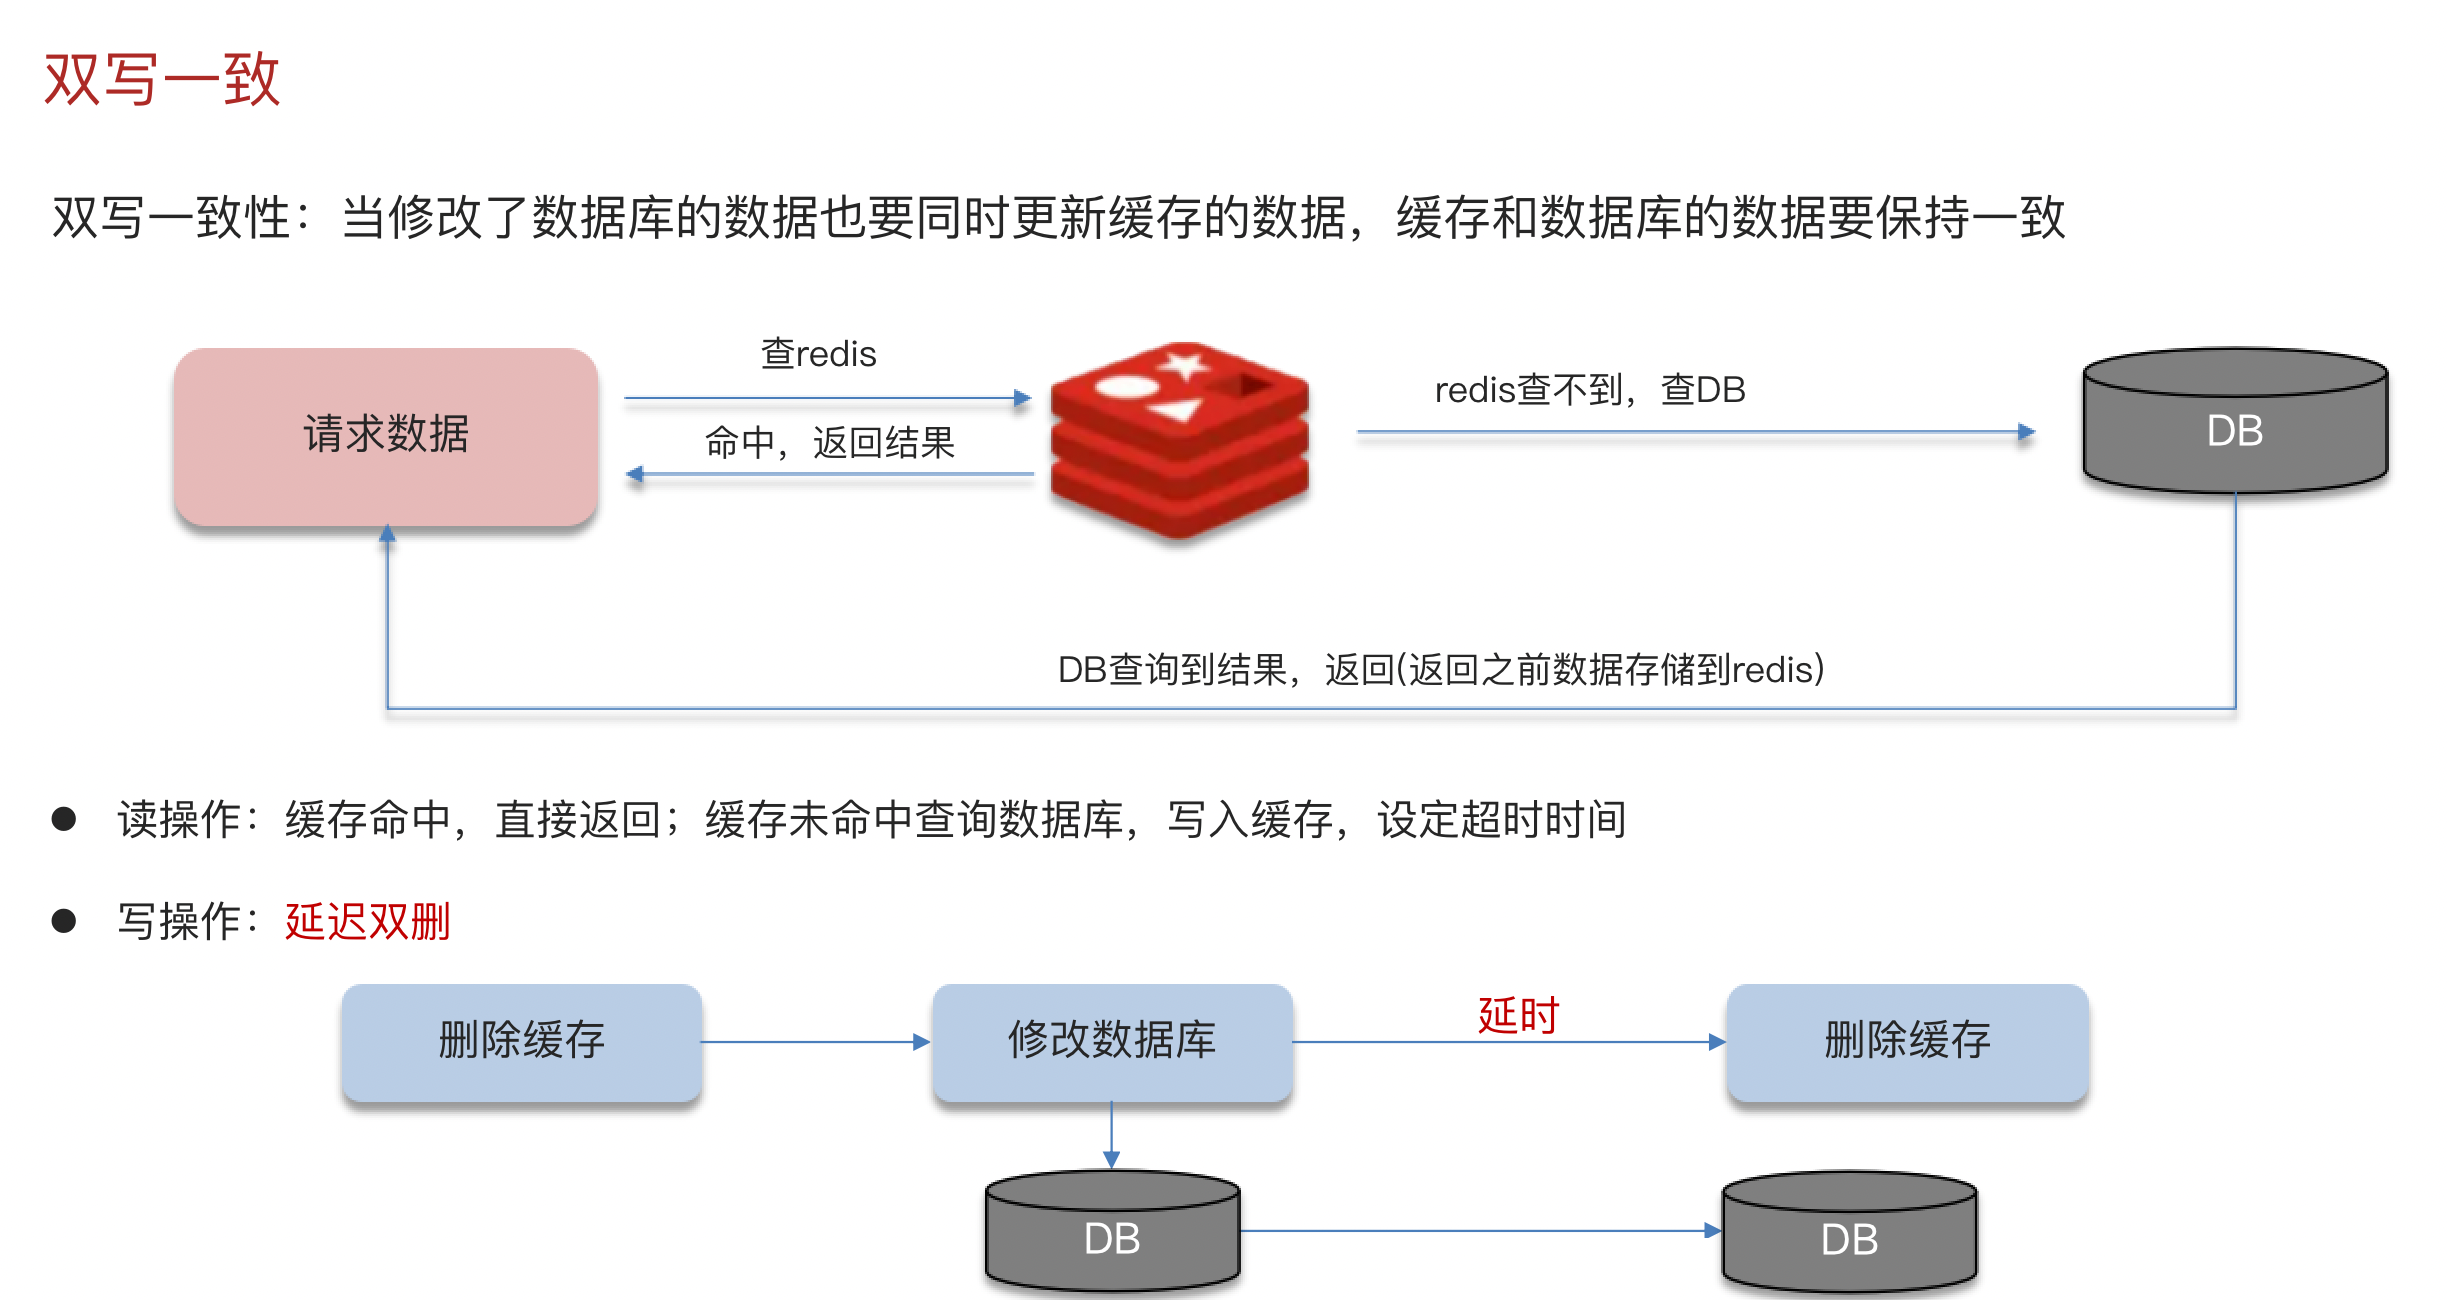 双写一致
双写一致性：当修改了数据库的数据也要同时更新缓存的数据，缓存和数据库的数据要保持一致
查redis
redis查不到，查DB
请求数据
命中，返回结果
DB
DB查询到结果，返回(返回之前数据存储到redis)
● 读操作：缓存命中，直接返回；缓存未命中查询数据库，写入缓存，设定超时时间
● 写操作：延迟双删
删除缓存
修改数据库
延时
删除缓存
DB
DB